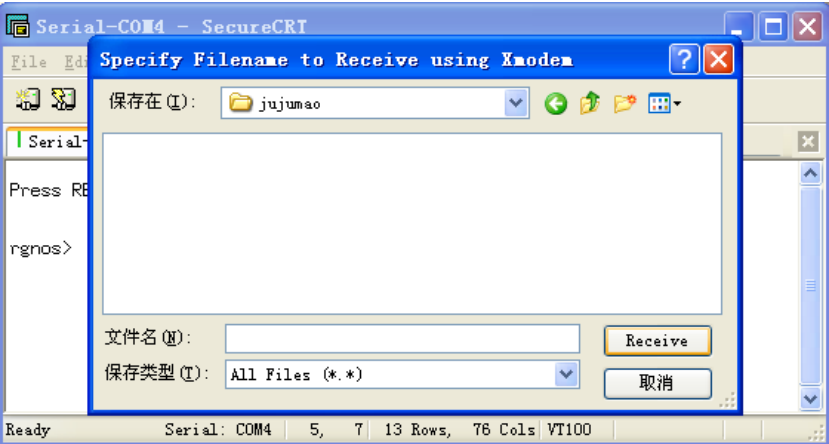 Serial-COM4 - SecureCRT
Specify Filename to Receive using Xmodem
File Edi
保存在(I):
jujumao
Serial-
Press RE
rgnos>
文件名(N):
Receive
保存类型(T):
All Files (*.*)
取消
Ready
Serial: COM4
5, 7
13 Rows, 76 Cols
VT100